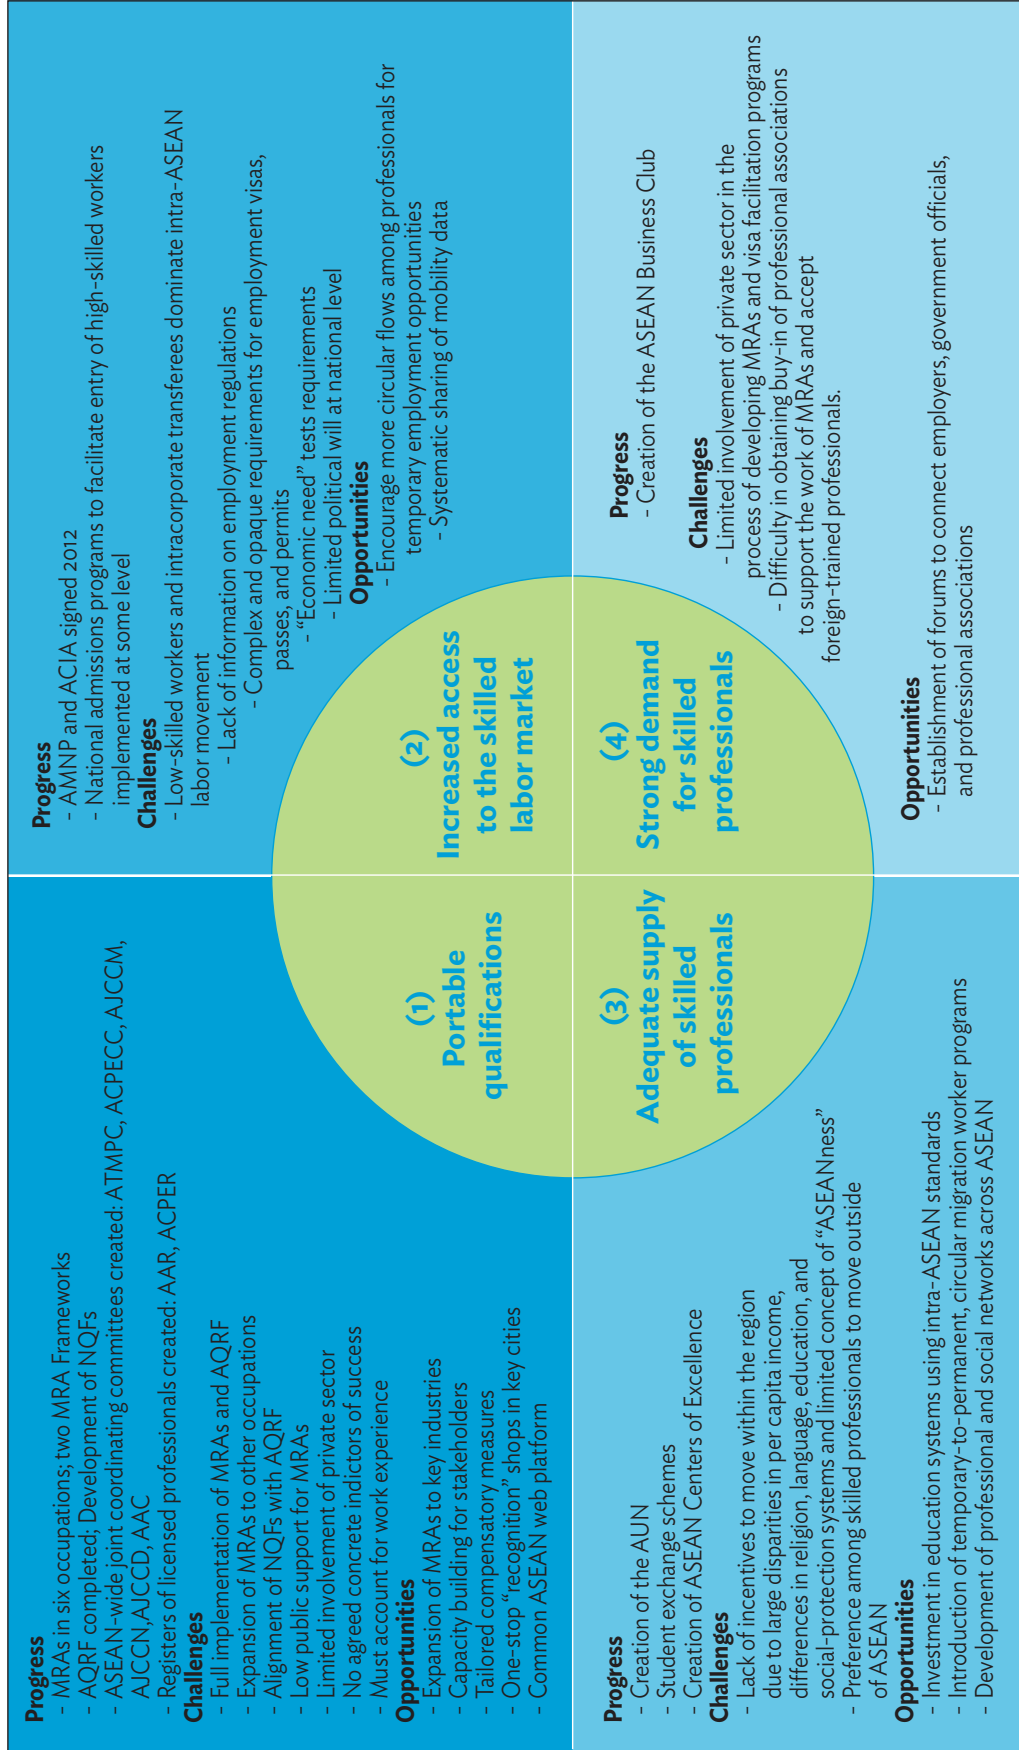 Progress
- MRAs in six occupations; two MRA Frameworks
- AQRF completed; Development of NQFs
- ASEAN-wide joint coordinating committees created: ATMPC, ACPECC, AJCCM,
AJCCN,AJCCD, AAC
- Registers of licensed professionals created: AAR, ACPER
Challenges
- Full implementation of MRAs and AQRF
- Expansion of MRAs to other occupations
- Alignment of NQFs with AQRF
- Low public support for MRAs
- Limited involvement of private sector
- No agreed concrete indictors of success
- Must account for work experience
Opportunities
- Expansion of MRAs to key industries
- Capacity building for stakeholders
- Tailored compensatory measures
- One-stop “recognition” shops in key cities
- Common ASEAN web platform
(1)
Portable
qualifications
Progress
- AMNP and ACIA signed 2012
- National admissions programs to facilitate entry of high-skilled workers
implemented at some level
Challenges
- Low-skilled workers and intracorporate transferees dominate intra-ASEAN
labor movement
- Lack of information on employment regulations
- Complex and opaque requirements for employment visas,
passes, and permits
- “Economic need” tests requirements
- Limited political will at national level
Opportunities
- Encourage more circular flows among professionals for
temporary employment opportunities
- Systematic sharing of mobility data
(2)
Increased access
to the skilled
labor market
(3)
Adequate supply
of skilled
professionals
Progress
- Creation of the AUN
- Student exchange schemes
- Creation of ASEAN Centers of Excellence
Challenges
- Lack of incentives to move within the region
due to large disparities in per capita income,
differences in religion, language, education, and
social-protection systems and limited concept of “ASEANness”
- Preference among skilled professionals to move outside
of ASEAN
Opportunities
- Investment in education systems using intra-ASEAN standards
- Introduction of temporary-to-permanent, circular migration worker programs
- Development of professional and social networks across ASEAN
(4)
Strong demand
for skilled
professionals
Progress
- Creation of the ASEAN Business Club
Challenges
- Limited involvement of private sector in the
process of developing MRAs and visa facilitation programs
- Difficulty in obtaining buy-in of professional associations
to support the work of MRAs and accept
foreign-trained professionals.
Opportunities
- Establishment of forums to connect employers, government officials,
and professional associations